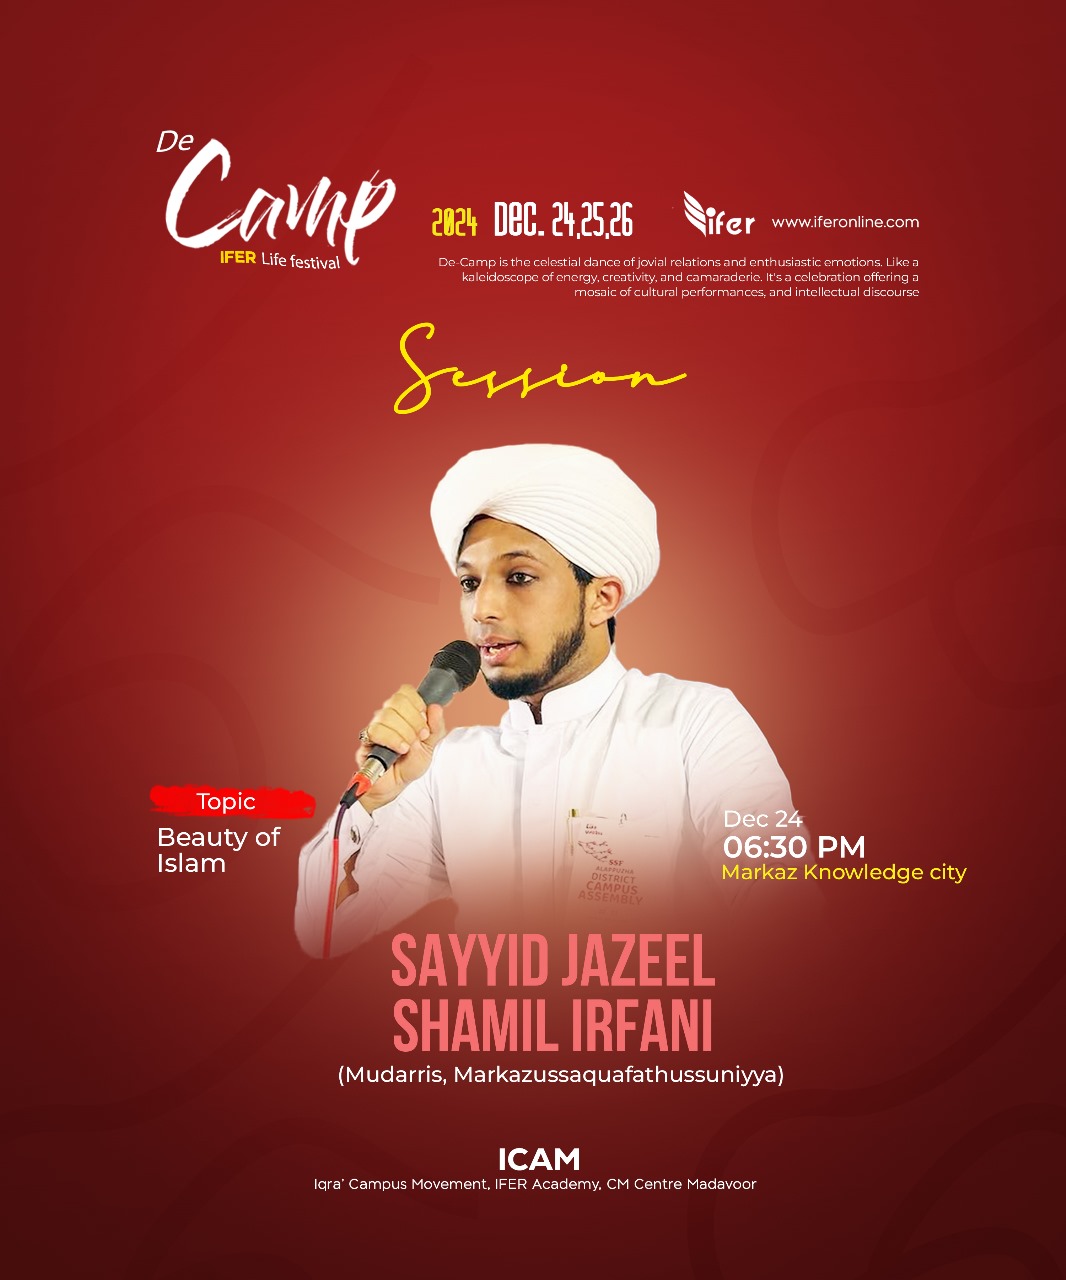 De
Camp
IFER Life festival
2024 Dec. 24,25,26
ifer www.iferonline.com
De-Camp is the celestial dance of jovial relations and enthusiastic emotions. Like a
kaleidoscope of energy, creativity, and camaraderie. It's a celebration offering a
mosaic of cultural performances, and intellectual discourse
Session
Topic
Beauty of
Islam
Dec 24
06:30 PM
Markaz Knowledge city
SSF
ALAPPUZHA
DISTRICT
CAMPUS
ASSEMBLY
SAYYID JAZEEL
SHAMIL IRFANI
(Mudarris, Markazussaquafathussuniyya)
ICAM
Iqra' Campus Movement, IFER Academy, CM Centre Madavoor